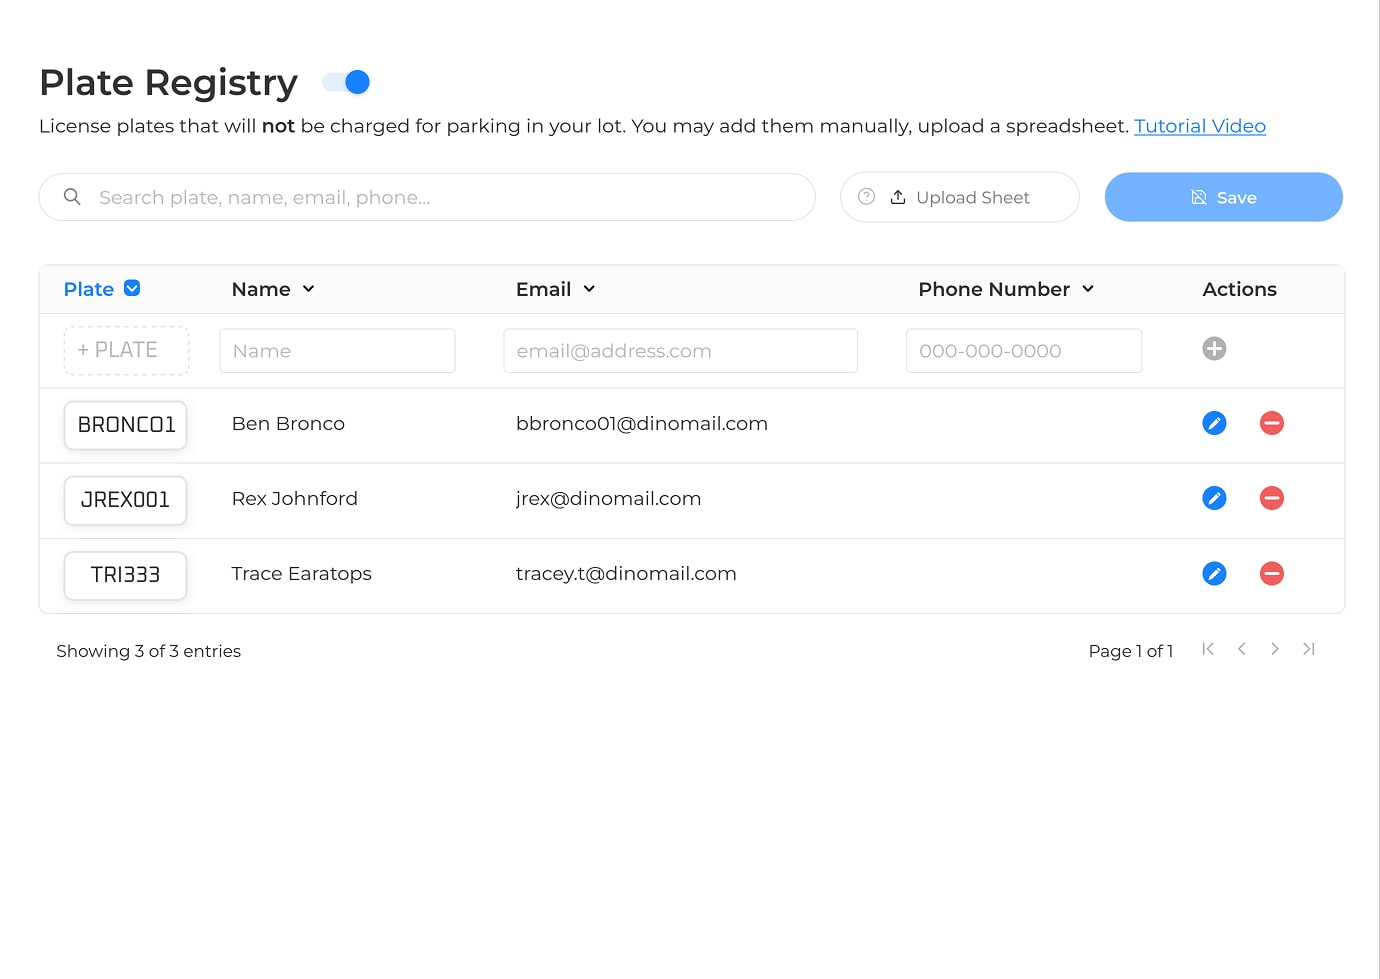 Plate Registry
License plates that will not be charged for parking in your lot. You may add them manually, upload a spreadsheet. Tutorial Video
Search plate, name, email, phone...
Upload Sheet
Save
Plate Name Email Phone Number Actions
+ PLATE Name email@address.com 000-000-0000
BRONCO1 Ben Bronco bbronco01@dinomail.com
JREX001 Rex Johnford jrex@dinomail.com
TRI333 Trace Earatops tracey.t@dinomail.com
Showing 3 of 3 entries
Page 1 of 1